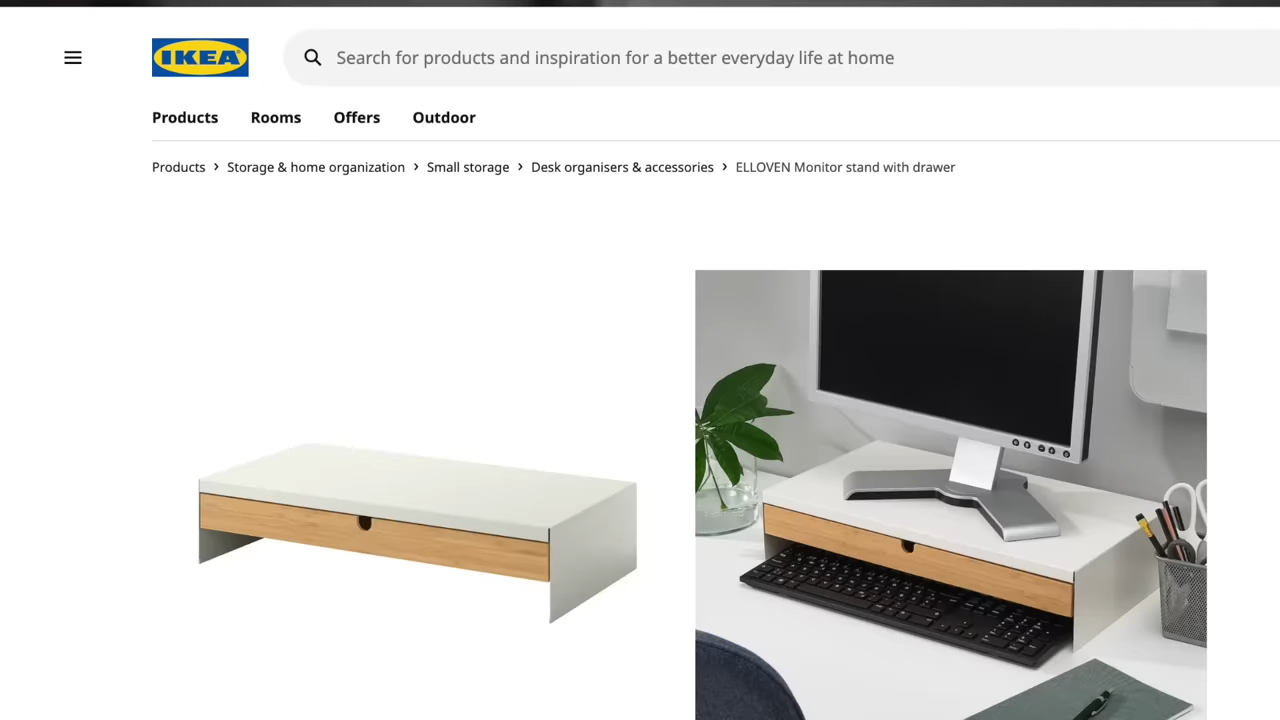 IKEA
Search for products and inspiration for a better everyday life at home
Products Rooms Offers Outdoor
Products › Storage & home organization › Small storage › Desk organisers & accessories › ELLOVEN Monitor stand with drawer